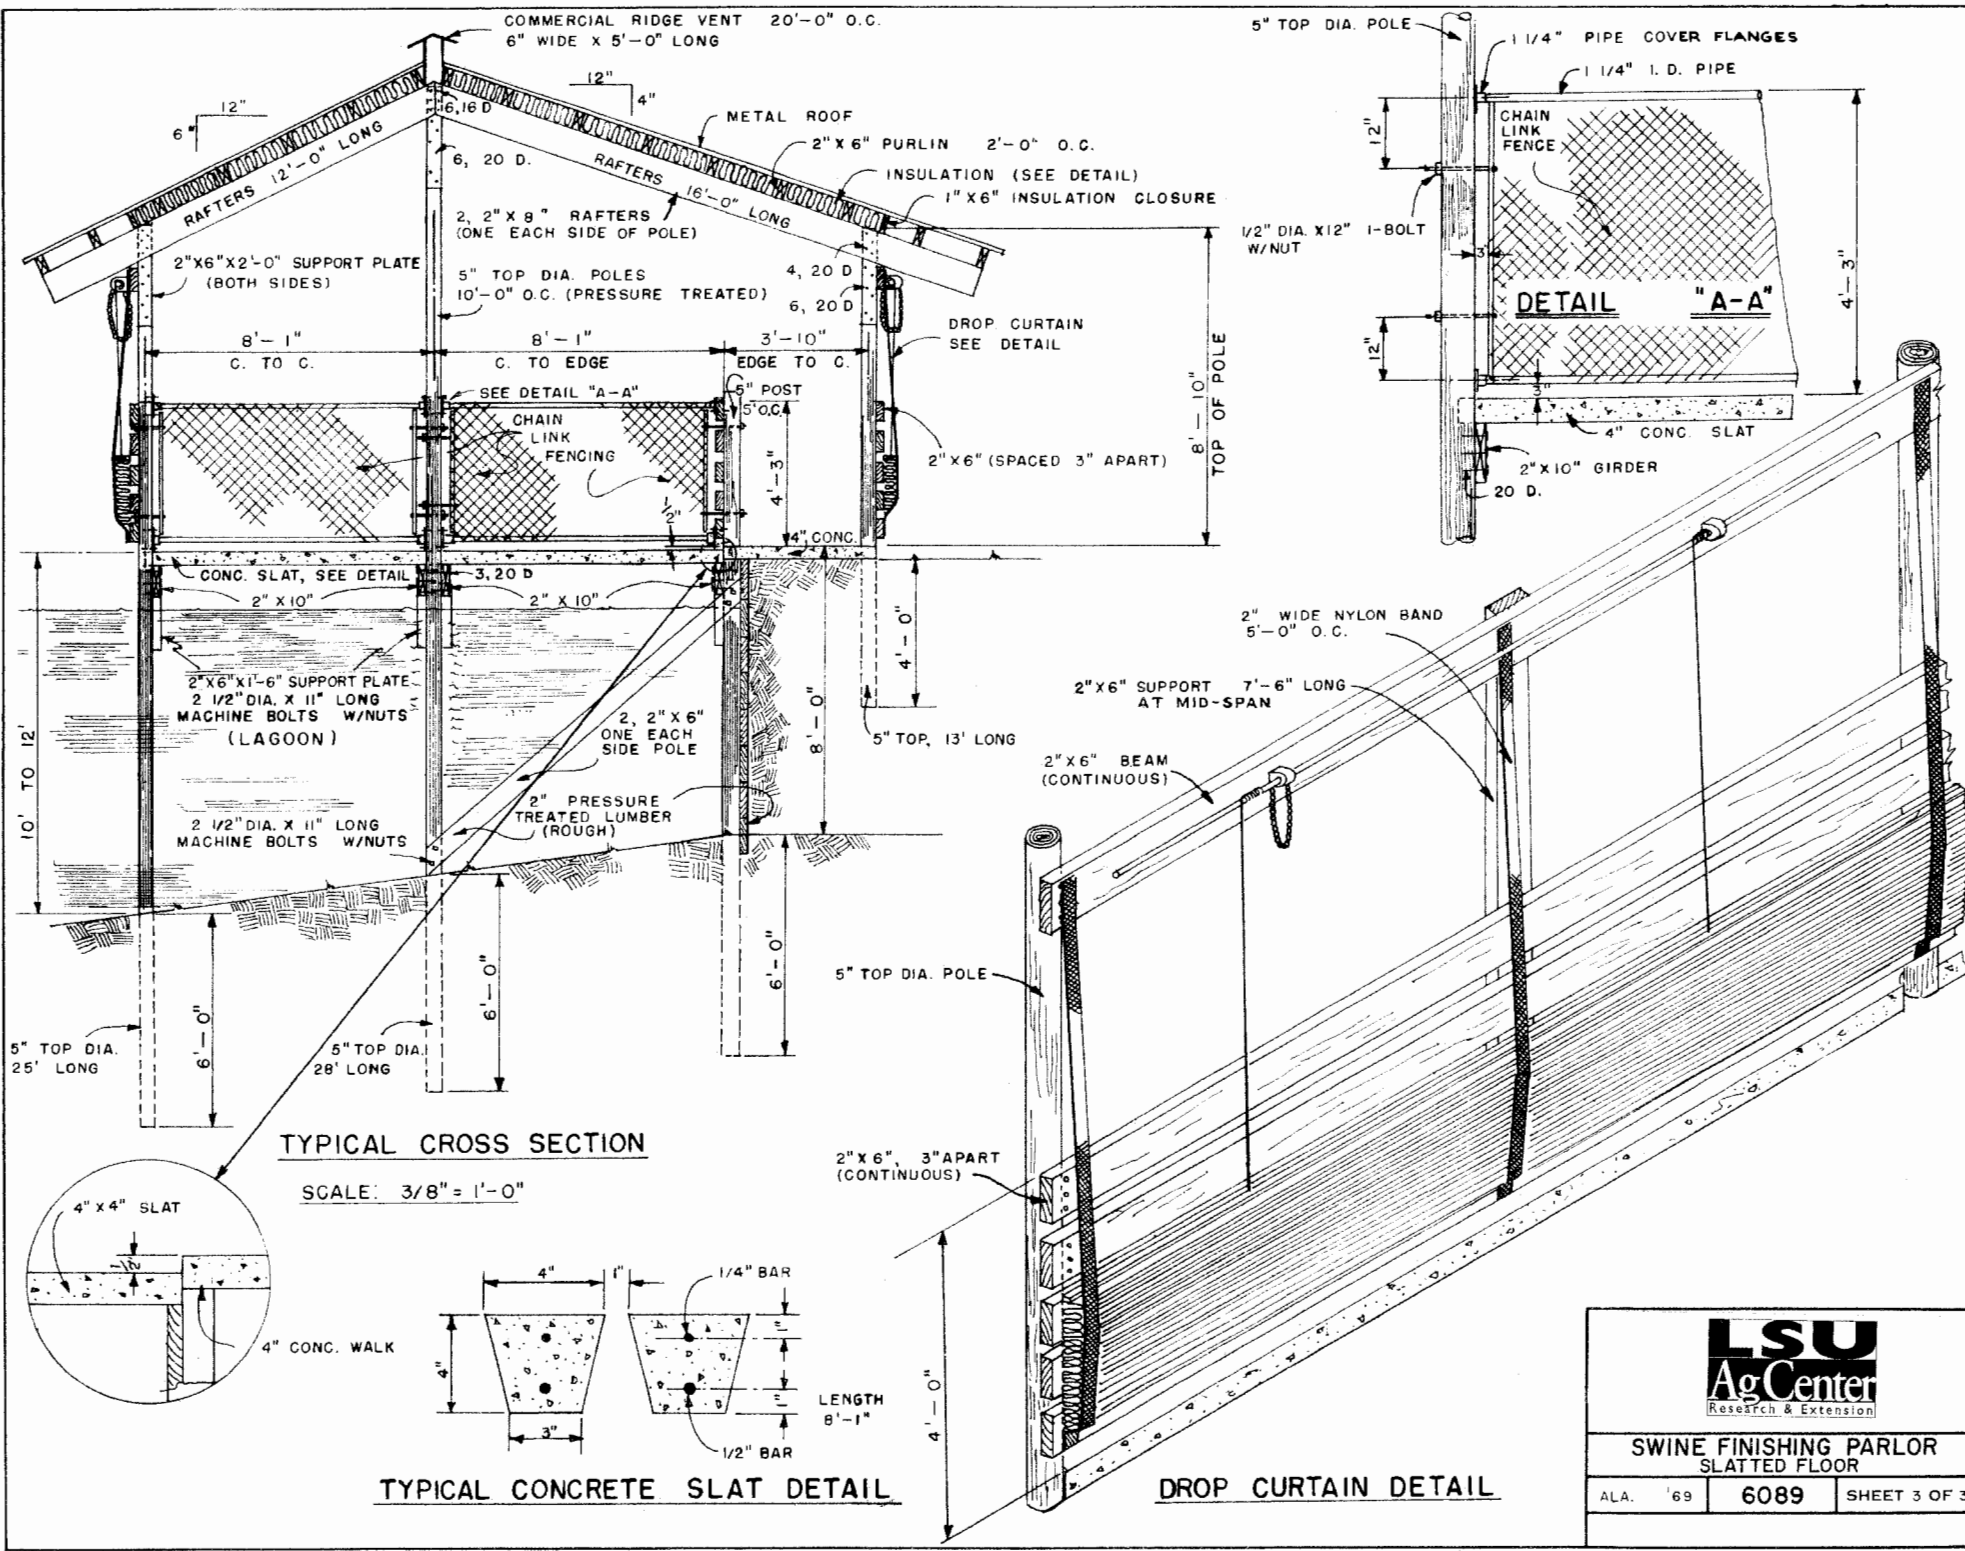 COMMERCIAL RIDGE VENT 20'-0" O.C.
6" WIDE X 5'-0" LONG
12"
6"
12"
4"
6,16 D
6, 20 D.
RAFTERS 12'-0" LONG
RAFTERS 16'-0" LONG
METAL ROOF
2"X6" PURLIN 2'-0" O.C.
INSULATION (SEE DETAIL)
1"X6" INSULATION CLOSURE
2, 2"X8" RAFTERS
(ONE EACH SIDE OF POLE)
2"X6"X2'-0" SUPPORT PLATE
(BOTH SIDES)
5" TOP DIA. POLES
10'-0" O.C. (PRESSURE TREATED)
4, 20 D
6, 20 D
DROP CURTAIN
SEE DETAIL
8'-1"
C. TO C.
8'-1"
C. TO EDGE
3'-10"
EDGE TO C.
SEE DETAIL "A-A"
5" POST
5' O.C.
CHAIN
LINK
FENCING
4'-3"
1/2"
4" CONC.
2"X6" (SPACED 3" APART)
8'-10"
TOP OF POLE
CONC. SLAT, SEE DETAIL
3, 20 D
2" X 10"
2" X 10"
2"X6"X1'-6" SUPPORT PLATE
2 1/2" DIA. X 11" LONG
MACHINE BOLTS W/NUTS
(LAGOON)
2, 2"X6"
ONE EACH
SIDE POLE
4'-0"
8'-0"
5" TOP, 13' LONG
10' TO 12'
2" PRESSURE
TREATED LUMBER
(ROUGH)
2 1/2" DIA. X 11" LONG
MACHINE BOLTS W/NUTS
6'-0"
6'-0"
6'-0"
5" TOP DIA.
25' LONG
5" TOP DIA.
28' LONG
TYPICAL CROSS SECTION
SCALE: 3/8" = 1'-0"
4"X4" SLAT
1/2"
4" CONC. WALK
4"
1"
1/4" BAR
4"
1"
1"
LENGTH
8'-1"
3"
1/2" BAR
TYPICAL CONCRETE SLAT DETAIL
5" TOP DIA. POLE
1 1/4" PIPE COVER FLANGES
1 1/4" I.D. PIPE
CHAIN
LINK
FENCE
12"
1/2" DIA. X12" I-BOLT
W/NUT
3"
DETAIL "A-A"
4'-3"
12"
3"
4" CONC. SLAT
2"X10" GIRDER
20 D.
2" WIDE NYLON BAND
5'-0" O.C.
2"X6" SUPPORT 7'-6" LONG
AT MID-SPAN
2"X6" BEAM
(CONTINUOUS)
5" TOP DIA. POLE
2"X6", 3"APART
(CONTINUOUS)
4'-0"
DROP CURTAIN DETAIL
LSU
AgCenter
Research & Extension
SWINE FINISHING PARLOR
SLATTED FLOOR
ALA. '69 6089 SHEET 3 OF 3